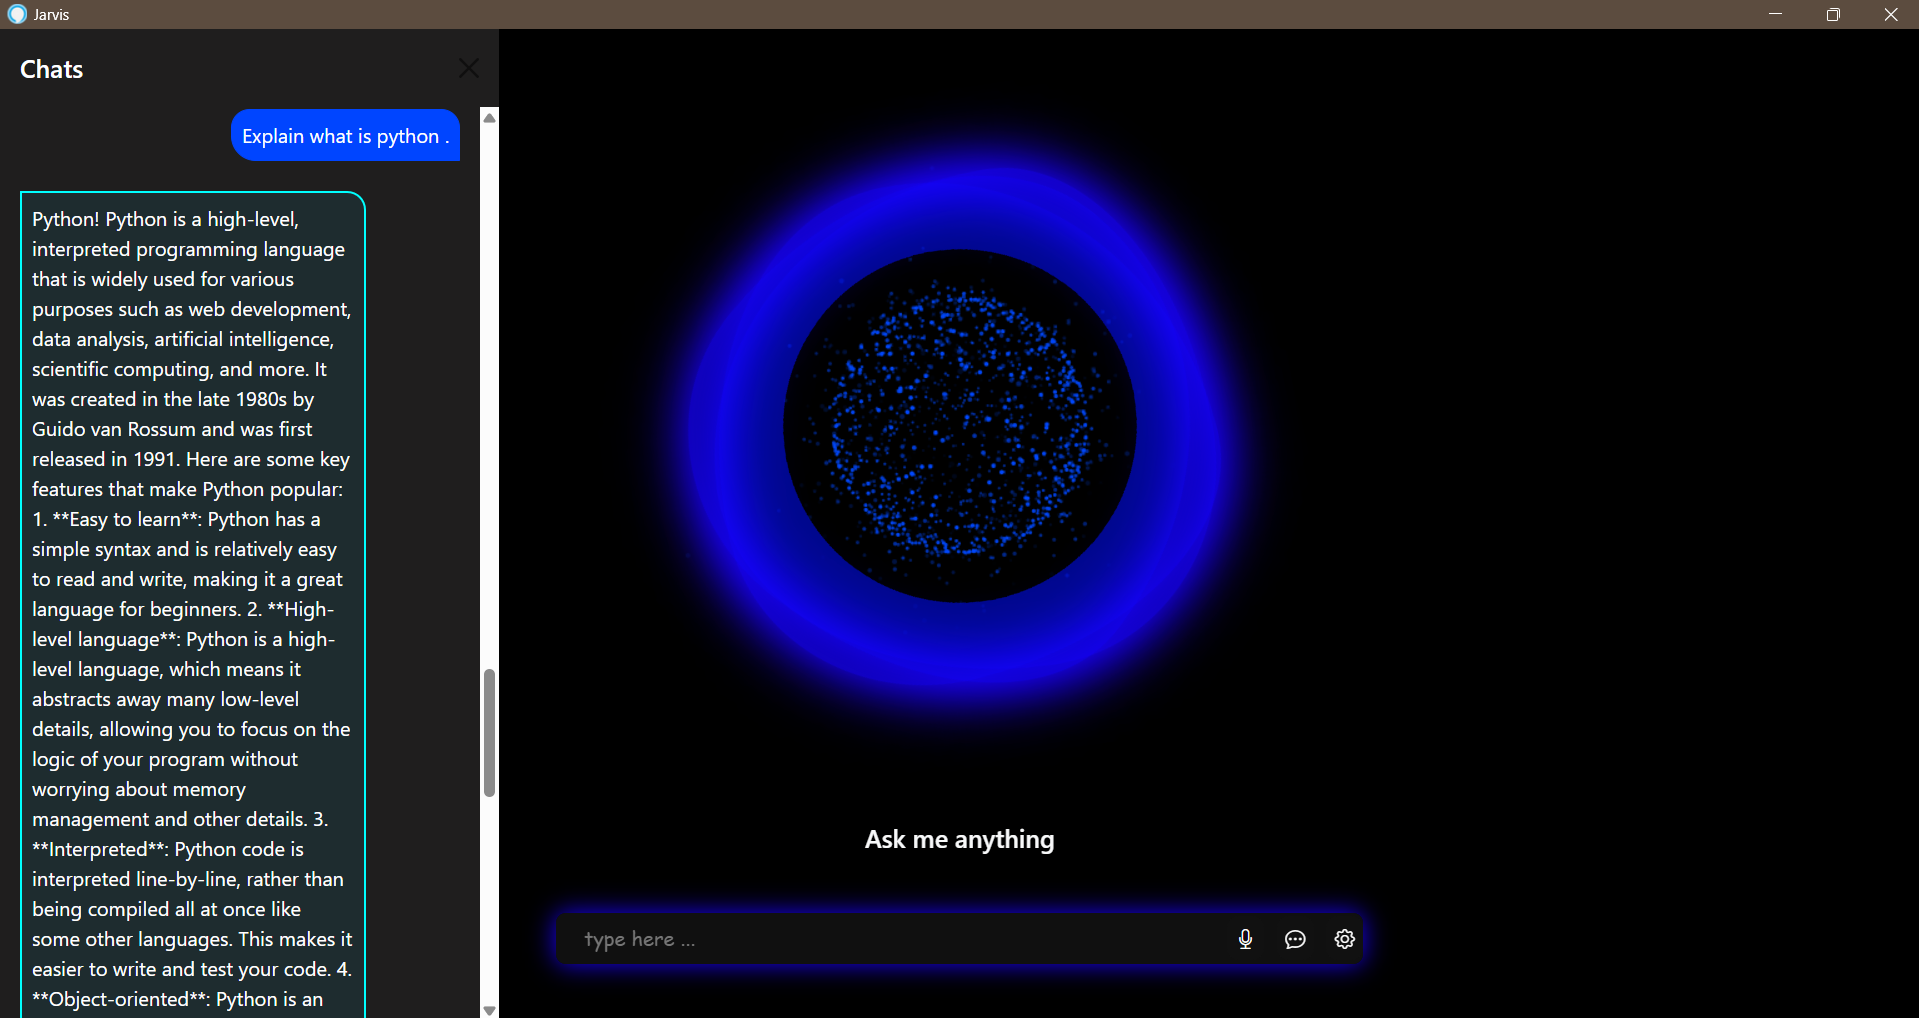 Jarvis
Chats
Explain what is python .
Python! Python is a high-level,
interpreted programming language
that is widely used for various
purposes such as web development,
data analysis, artificial intelligence,
scientific computing, and more. It
was created in the late 1980s by
Guido van Rossum and was first
released in 1991. Here are some key
features that make Python popular:
1. **Easy to learn**: Python has a
simple syntax and is relatively easy
to read and write, making it a great
language for beginners. 2. **High-
level language**: Python is a high-
level language, which means it
abstracts away many low-level
details, allowing you to focus on the
logic of your program without
worrying about memory
management and other details. 3.
**Interpreted**: Python code is
interpreted line-by-line, rather than
being compiled all at once like
some other languages. This makes it
easier to write and test your code. 4.
**Object-oriented**: Python is an
Ask me anything
type here ...